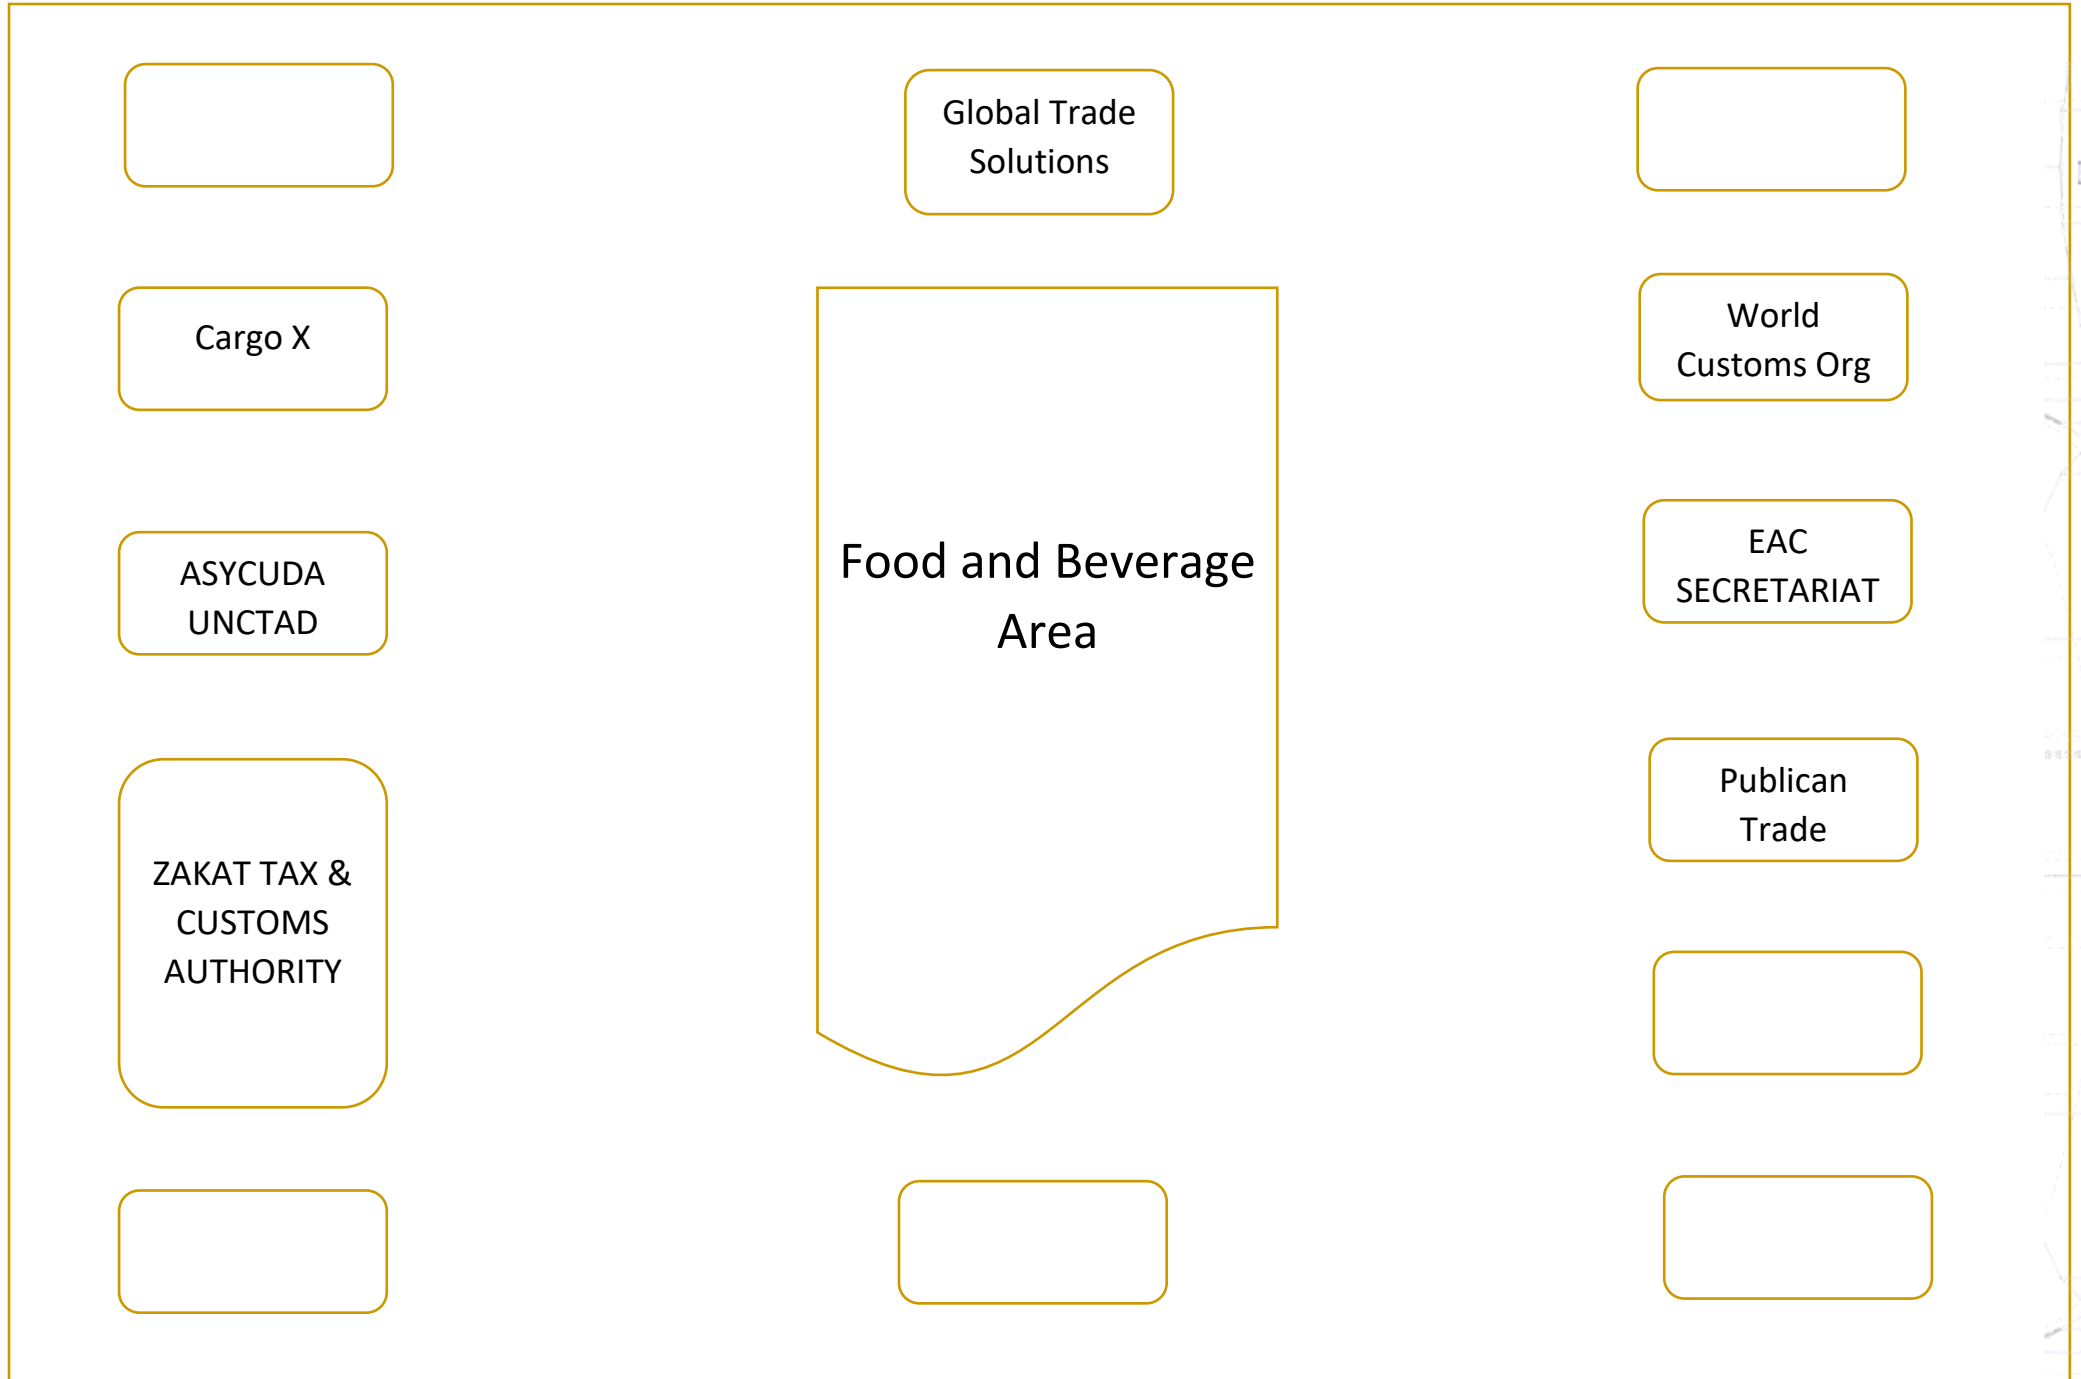 Global Trade
Solutions
Cargo X
World
Customs Org
ASYCUDA
UNCTAD
Food and Beverage
Area
EAC
SECRETARIAT
ZAKAT TAX &
CUSTOMS
AUTHORITY
Publican
Trade